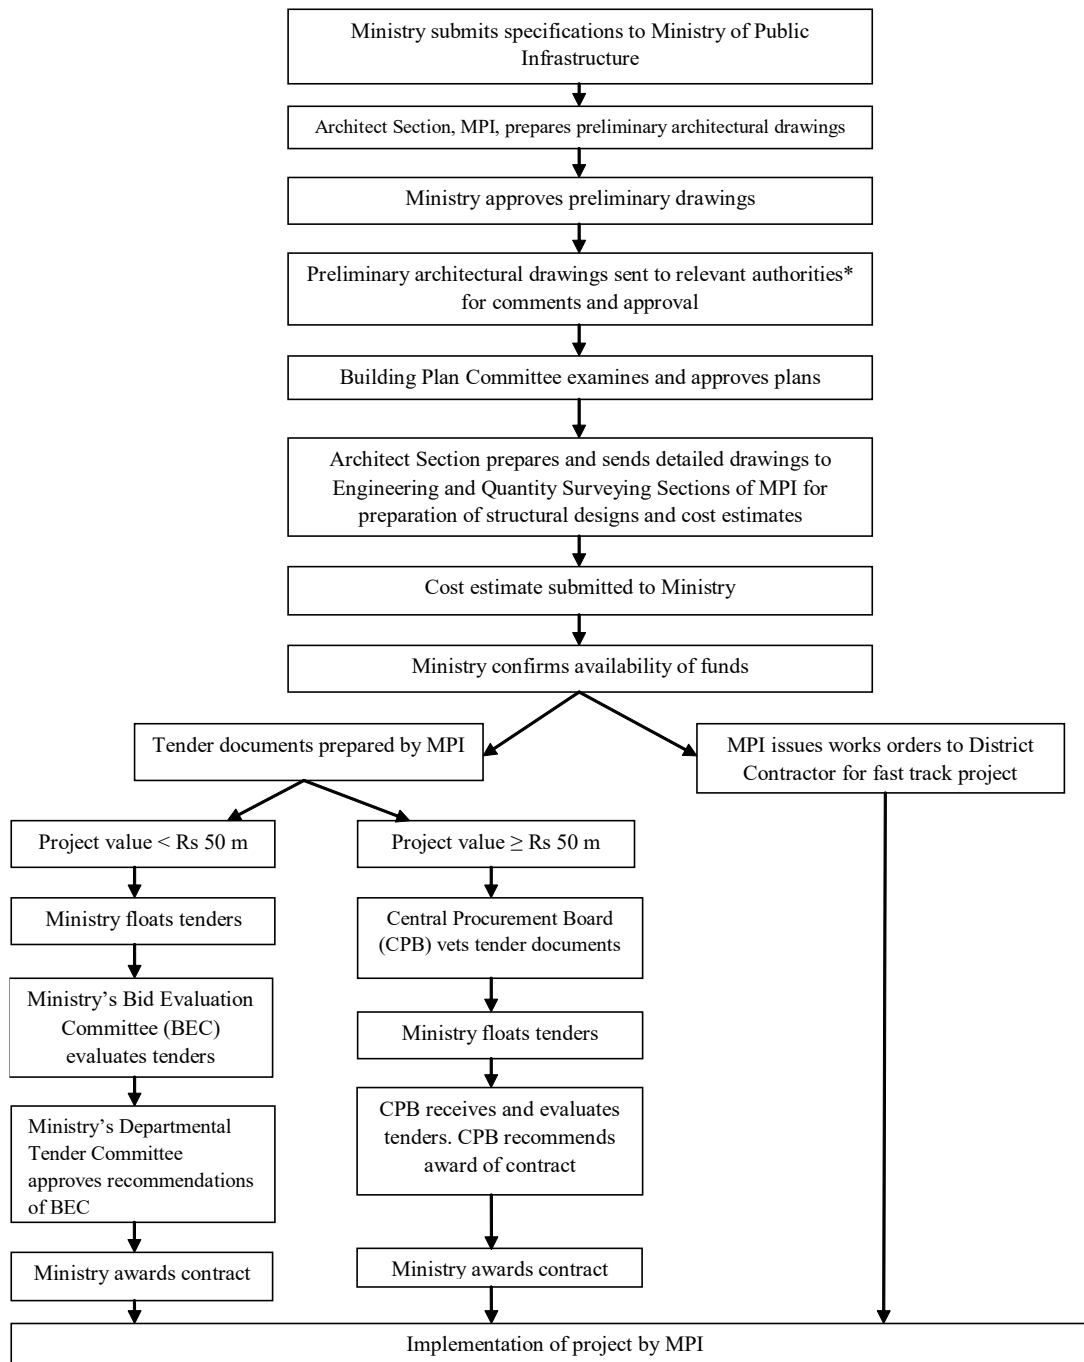 Ministry submits specifications to Ministry of Public
Infrastructure
Architect Section, MPI, prepares preliminary architectural drawings
Ministry approves preliminary drawings
Preliminary architectural drawings sent to relevant authorities*
for comments and approval
Building Plan Committee examines and approves plans
Architect Section prepares and sends detailed drawings to
Engineering and Quantity Surveying Sections of MPI for
preparation of structural designs and cost estimates
Cost estimate submitted to Ministry
Ministry confirms availability of funds
Tender documents prepared by MPI
MPI issues works orders to District
Contractor for fast track project
Project value < Rs 50 m
Ministry floats tenders
Ministry's Bid Evaluation
Committee (BEC)
evaluates tenders
Ministry's Departmental
Tender Committee
approves recommendations
of BEC
Ministry awards contract
Project value ≥ Rs 50 m
Central Procurement Board
(CPB) vets tender documents
Ministry floats tenders
CPB receives and evaluates
tenders. CPB recommends
award of contract
Ministry awards contract
Implementation of project by MPI